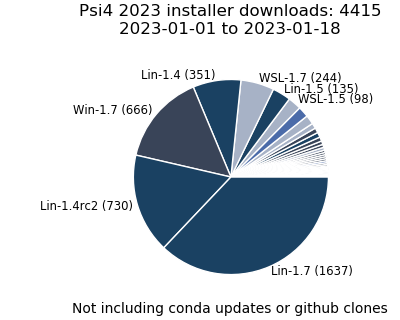 Psi4 2023 installer downloads: 4415
2023-01-01 to 2023-01-18
Lin-1.4 (351)
WSL-1.7 (244)
Lin-1.5 (135)
WSL-1.5 (98)
Win-1.7 (666)
Lin-1.4rc2 (730)
Lin-1.7 (1637)
Not including conda updates or github clones